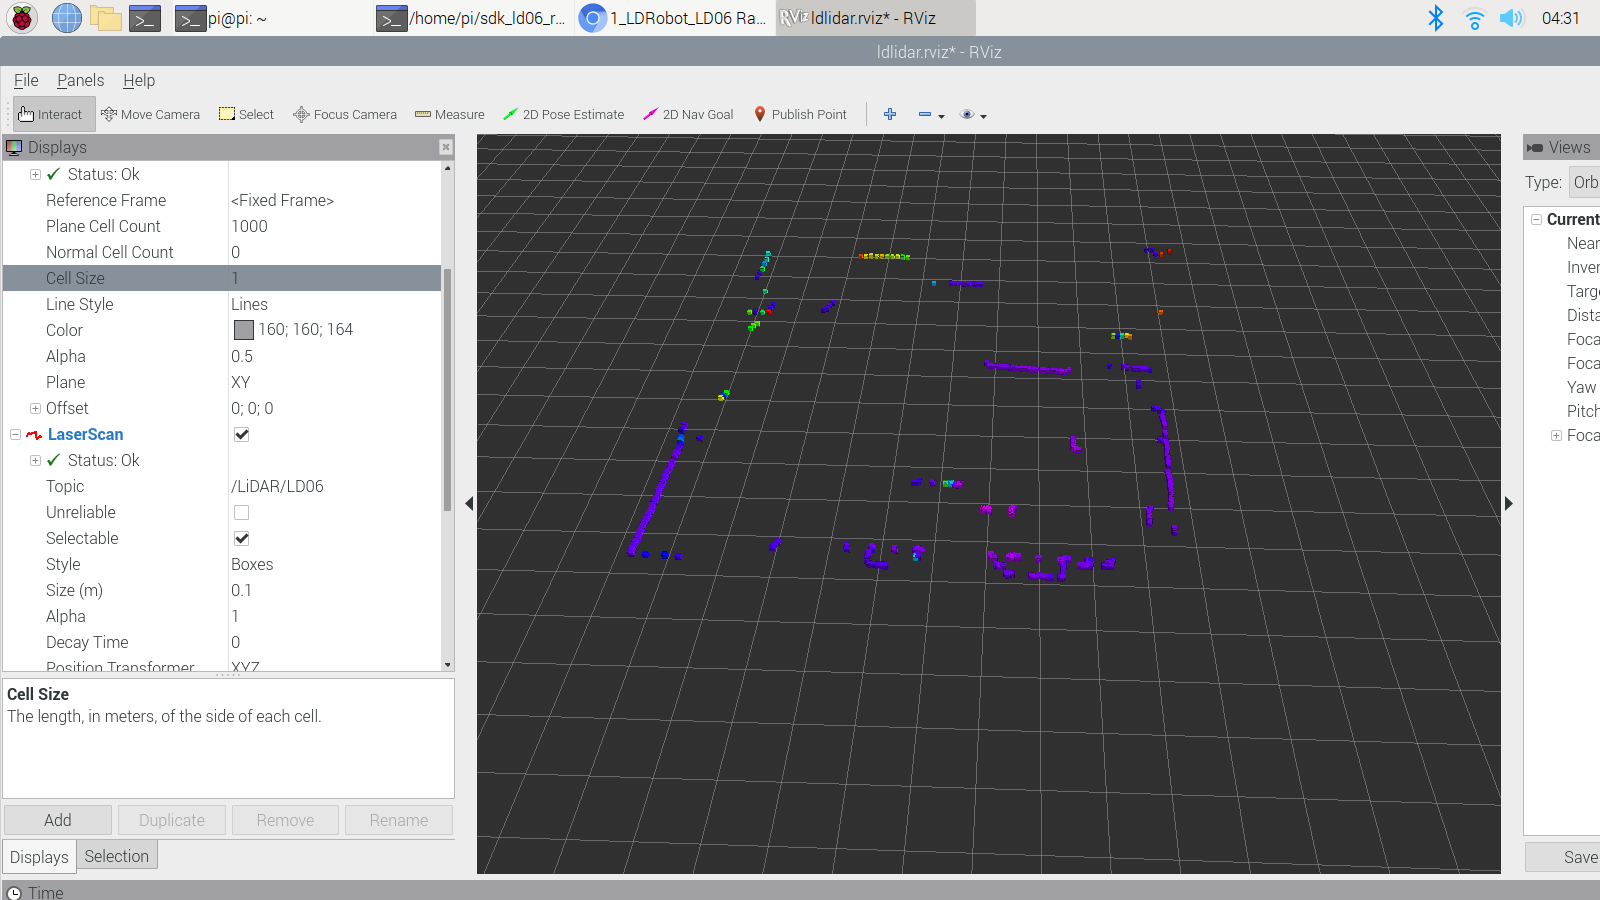 pi@pi: ~
/home/pi/sdk_ld06_r...
1_LDRobot_LD06 Ra...
RViz ldlidar.rviz* - RViz
04:31
ldlidar.rviz* - RViz
File Panels Help
Interact Move Camera Select Focus Camera Measure 2D Pose Estimate 2D Nav Goal Publish Point
Displays
Status: Ok
Reference Frame <Fixed Frame>
Plane Cell Count 1000
Normal Cell Count 0
Cell Size 1
Line Style Lines
Color 160; 160; 164
Alpha 0.5
Plane XY
Offset 0; 0; 0
LaserScan
Status: Ok
Topic /LiDAR/LD06
Unreliable
Selectable
Style Boxes
Size (m) 0.1
Alpha 1
Decay Time 0
Position Transformer XYZ
Cell Size
The length, in meters, of the side of each cell.
Add Duplicate Remove Rename
Displays Selection
Time
Views
Type: Orb
Current
Near
Inver
Targe
Dista
Foca
Foca
Yaw
Pitch
Foca
Save